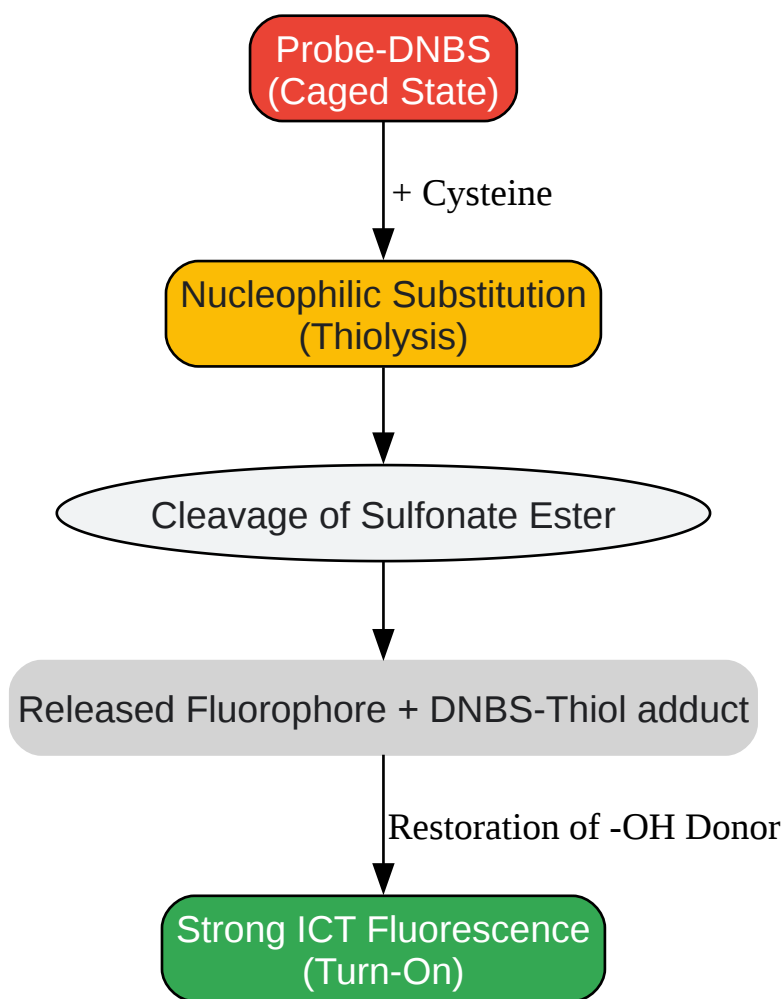 Probe-DNBS
(Caged State)
+ Cysteine
Nucleophilic Substitution
(Thiolysis)
Cleavage of Sulfonate Ester
Released Fluorophore + DNBS-Thiol adduct
Restoration of -OH Donor
Strong ICT Fluorescence
(Turn-On)